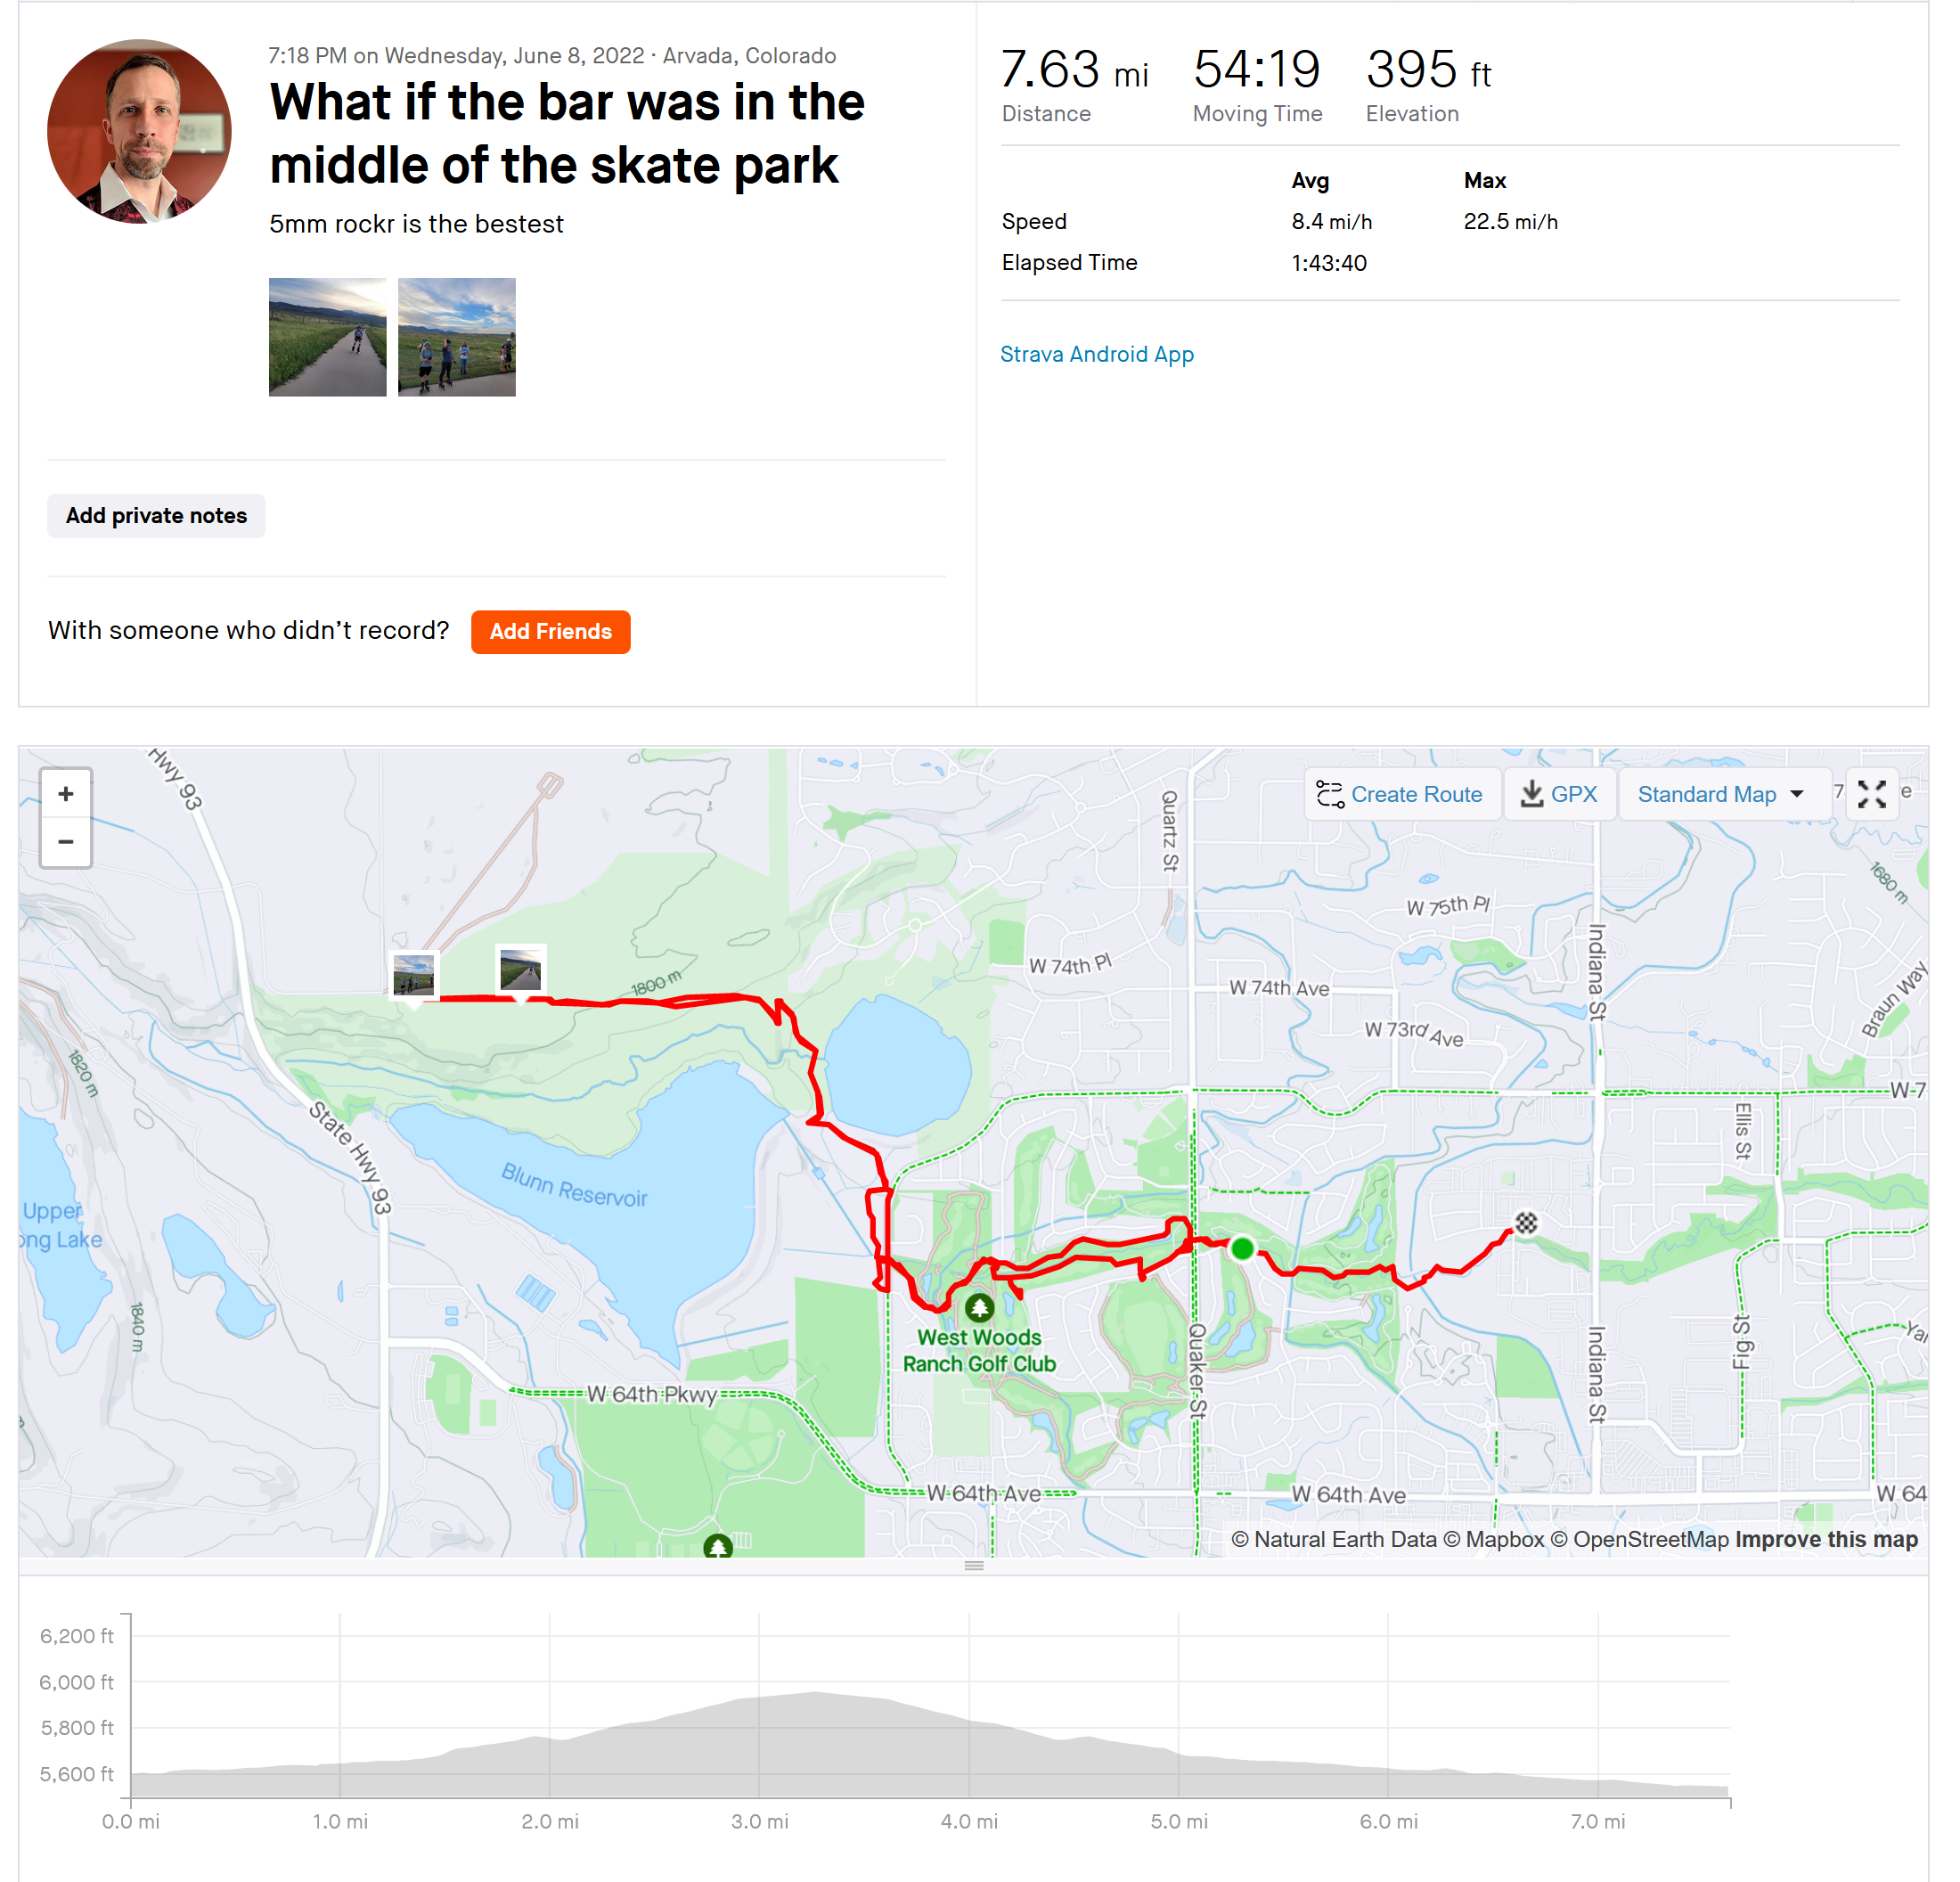 7:18 PM on Wednesday, June 8, 2022 · Arvada, Colorado
What if the bar was in the
middle of the skate park
5mm rockr is the bestest
Add private notes
With someone who didn’t record?
Add Friends
7.63 mi
Distance
54:19
Moving Time
395 ft
Elevation
Avg
Max
Speed
8.4 mi/h
22.5 mi/h
Elapsed Time
1:43:40
Strava Android App
+
−
Create Route
GPX
Standard Map
Hwy 93
Quartz St
1680 m
W 75th Pl
Indiana St
W 74th Pl
W 74th Ave
Braun Way
1800 m
W 73rd Ave
1820 m
W 7
State Hwy 93
Ellis St
Blunn Reservoir
Upper
ong Lake
1840 m
West Woods
Ranch Golf Club
Quaker St
Indiana St
Figg St
Yar
W 64th Pkwy
W 64th Ave
W 64th Ave
W 64
© Natural Earth Data © Mapbox © OpenStreetMap Improve this map
6,200 ft
6,000 ft
5,800 ft
5,600 ft
0.0 mi
1.0 mi
2.0 mi
3.0 mi
4.0 mi
5.0 mi
6.0 mi
7.0 mi